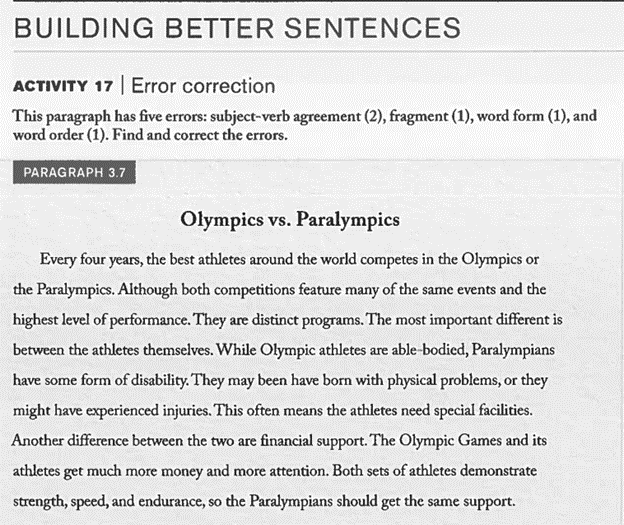 BUILDING BETTER SENTENCES
ACTIVITY 17 | Error correction
This paragraph has five errors: subject-verb agreement (2), fragment (1), word form (1), and
word order (1). Find and correct the errors.
PARAGRAPH 3.7
Olympics vs. Paralympics
Every four years, the best athletes around the world competes in the Olympics or
the Paralympics. Although both competitions feature many of the same events and the
highest level of performance. They are distinct programs. The most important different is
between the athletes themselves. While Olympic athletes are able-bodied, Paralympians
have some form of disability. They may been have born with physical problems, or they
might have experienced injuries. This often means the athletes need special facilities.
Another difference between the two are financial support. The Olympic Games and its
athletes get much more money and more attention. Both sets of athletes demonstrate
strength, speed, and endurance, so the Paralympians should get the same support.